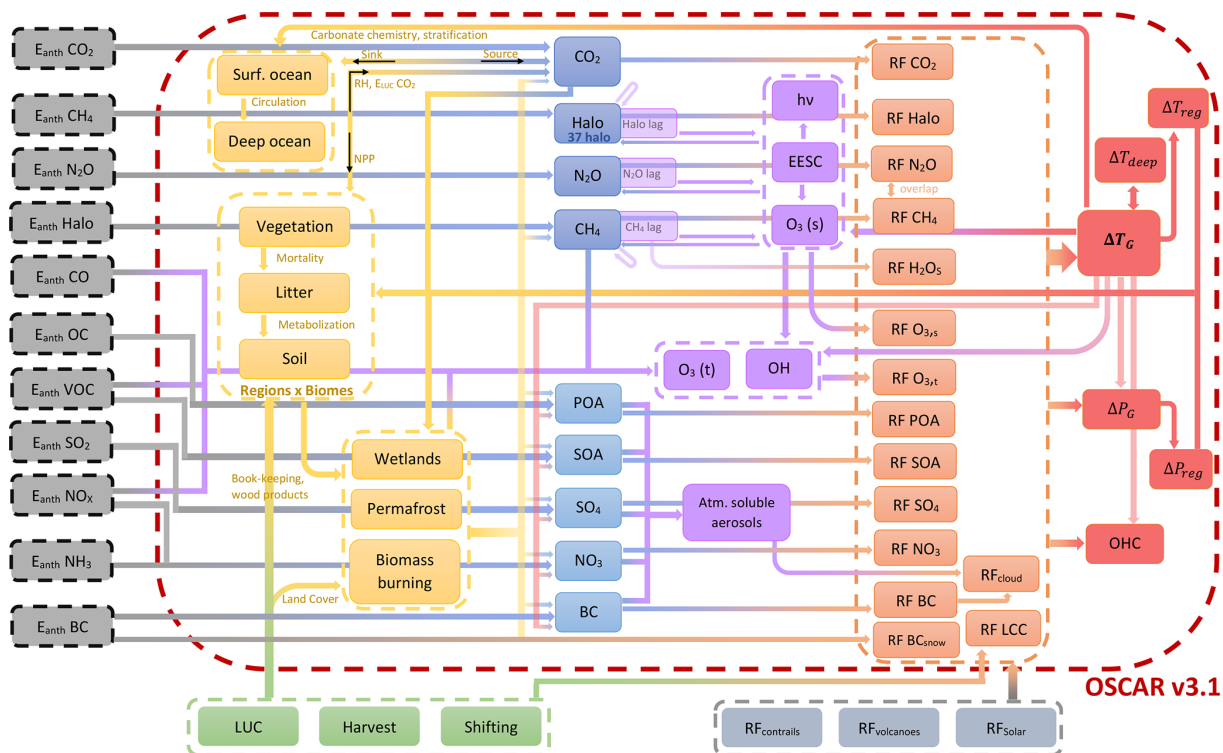 Carbonate chemistry, stratification
E_anth CO₂
Sink
Source
CO₂
RF CO₂
Surf. ocean
RH, E_LUC CO₂
Circulation
hν
ΔT_reg
E_anth CH₄
Halo
37 halo
Halo lag
RF Halo
Deep ocean
ΔT_deep
NPP
EESC
E_anth N₂O
N₂O
N₂O lag
RF N₂O
overlap
E_anth Halo
Vegetation
CH₄
CH₄ lag
O₃ (s)
RF CH₄
ΔT_G
Mortality
E_anth CO
RF H₂O_S
Litter
Metabolization
RF O₃,s
E_anth OC
Soil
O₃ (t)
OH
RF O₃,t
E_anth VOC
Regions x Biomes
POA
RF POA
ΔP_G
E_anth SO₂
Wetlands
SOA
RF SOA
ΔP_reg
Book-keeping,
wood products
E_anth NO_X
Permafrost
SO₄
Atm. soluble
aerosols
RF SO₄
E_anth NH₃
Biomass
burning
NO₃
RF NO₃
OHC
RF_cloud
Land Cover
BC
RF BC
E_anth BC
RF BC_snow
RF LCC
OSCAR v3.1
LUC
Harvest
Shifting
RF_contrails
RF_volcanoes
RF_Solar